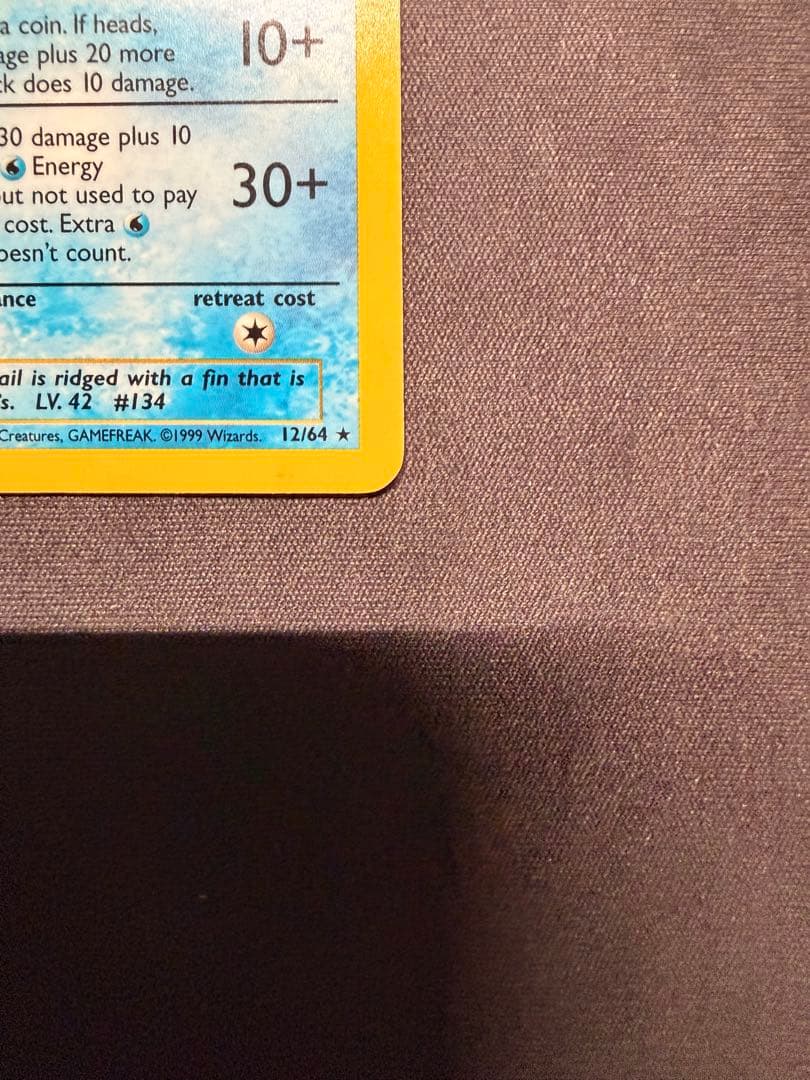 a coin. If heads,
age plus 20 more 10+
ck does 10 damage.
30 damage plus 10
Energy
out not used to pay 30+
cost. Extra
oesn't count.
ance retreat cost
ail is ridged with a fin that is
's. LV. 42 #134
Creatures, GAMEFREAK. ©1999 Wizards. 12/64 ★